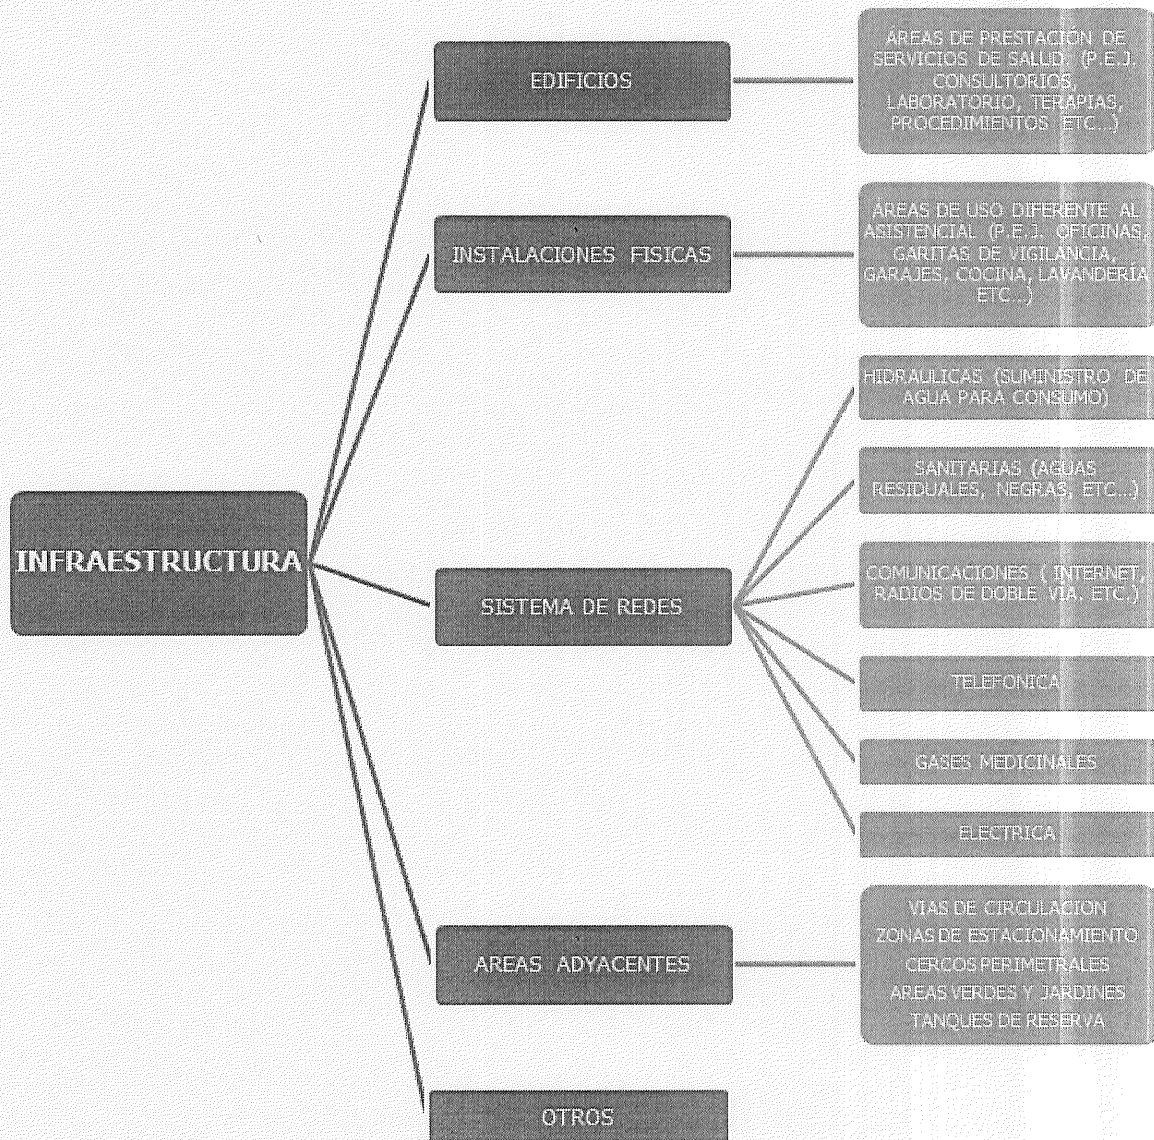 INFRAESTRUCTURA
EDIFICIOS
ÁREAS DE PRESTACIÓN DE
SERVICIOS DE SALUD. (P.E.J.
CONSULTORIOS,
LABORATORIO, TERAPIAS,
PROCEDIMIENTOS ETC...)
INSTALACIONES FISICAS
ÁREAS DE USO DIFERENTE AL
ASISTENCIAL (P.E.J. OFICINAS,
GARITAS DE VIGILANCIA,
GARAJES, COCINA, LAVANDERÍA
ETC...)
SISTEMA DE REDES
HIDRAULICAS (SUMINISTRO DE
AGUA PARA CONSUMO)
SANITARIAS (AGUAS
RESIDUALES, NEGRAS, ETC...)
COMUNICACIONES ( INTERNET,
RADIOS DE DOBLE VIA. ETC.)
TELEFONICA
GASES MEDICINALES
ELECTRICA
AREAS ADYACENTES
VIAS DE CIRCULACION
ZONAS DE ESTACIONAMIENTO
CERCOS PERIMETRALES
AREAS VERDES Y JARDINES
TANQUES DE RESERVA
OTROS